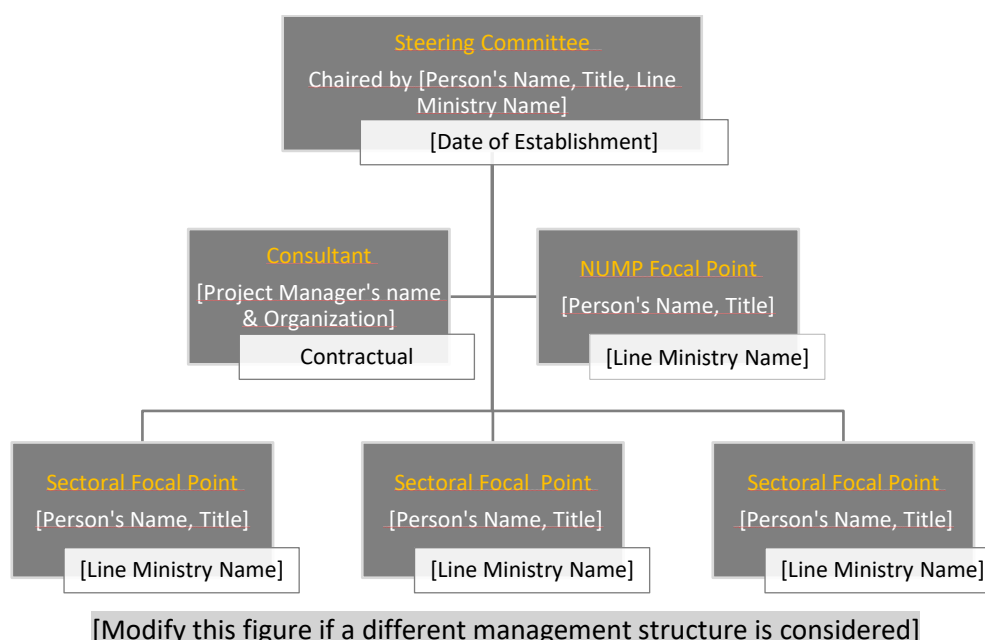 Steering Committee
Chaired by [Person's Name, Title, Line
Ministry Name]
[Date of Establishment]
Consultant
[Project Manager's name
& Organization]
Contractual
NUMP Focal Point
[Person's Name, Title]
[Line Ministry Name]
Sectoral Focal Point
[Person's Name, Title]
[Line Ministry Name]
Sectoral Focal Point
[Person's Name, Title]
[Line Ministry Name]
Sectoral Focal Point
[Person's Name, Title]
[Line Ministry Name]
[Modify this figure if a different management structure is considered]